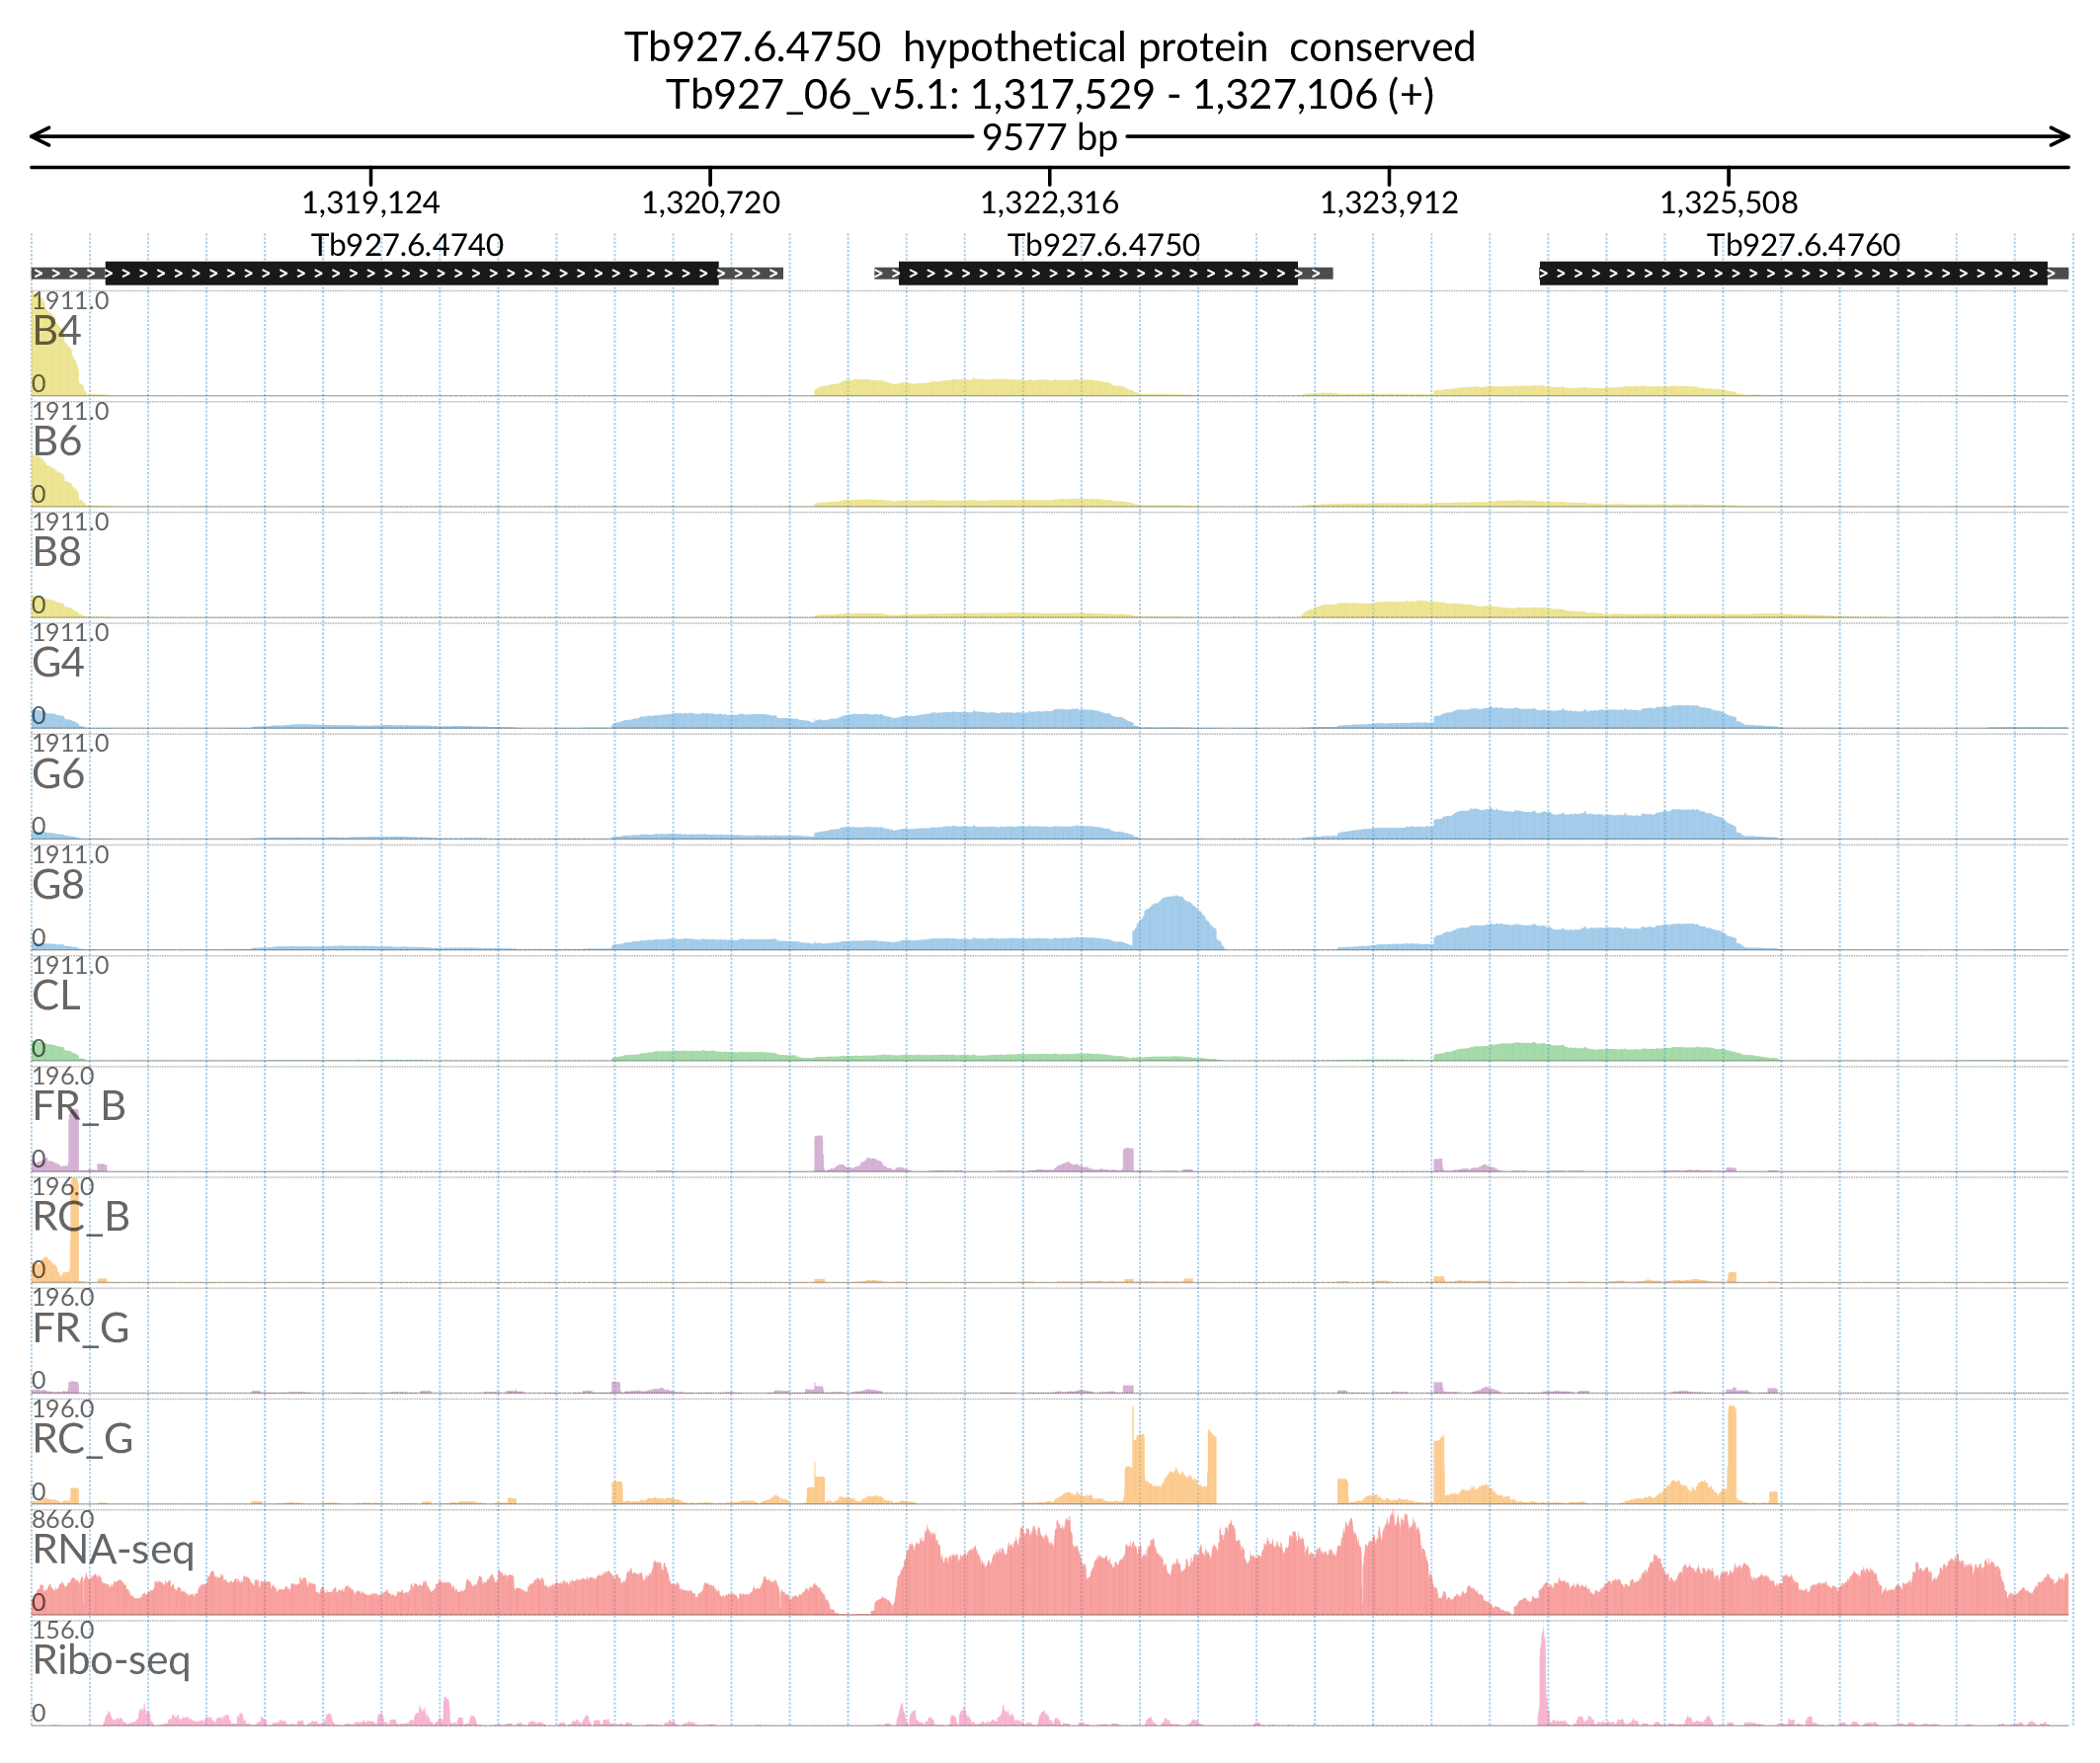 Tb927.6.4750  hypothetical protein  conserved
Tb927_06_v5.1: 1,317,529 - 1,327,106 (+)
9577 bp
1,319,124 1,320,720 1,322,316 1,323,912 1,325,508
Tb927.6.4740 Tb927.6.4750 Tb927.6.4760
1911.0
B4
0
1911.0
B6
0
1911.0
B8
0
1911.0
G4
0
1911.0
G6
0
1911.0
G8
0
1911.0
CL
0
196.0
FR_B
0
196.0
RC_B
0
196.0
FR_G
0
196.0
RC_G
0
866.0
RNA-seq
0
156.0
Ribo-seq
0